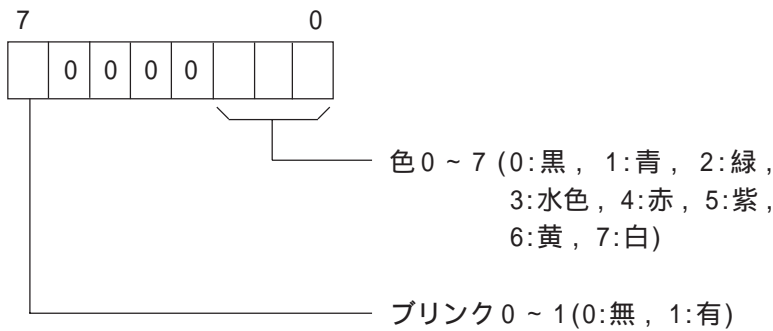 7 0
0 0 0 0
色0 ~ 7 (0:黒 , 1:青 , 2:緑 ,
3:水色 , 4:赤 , 5:紫 ,
6:黄 , 7:白)
ブリンク0 ~ 1(0:無 , 1:有)